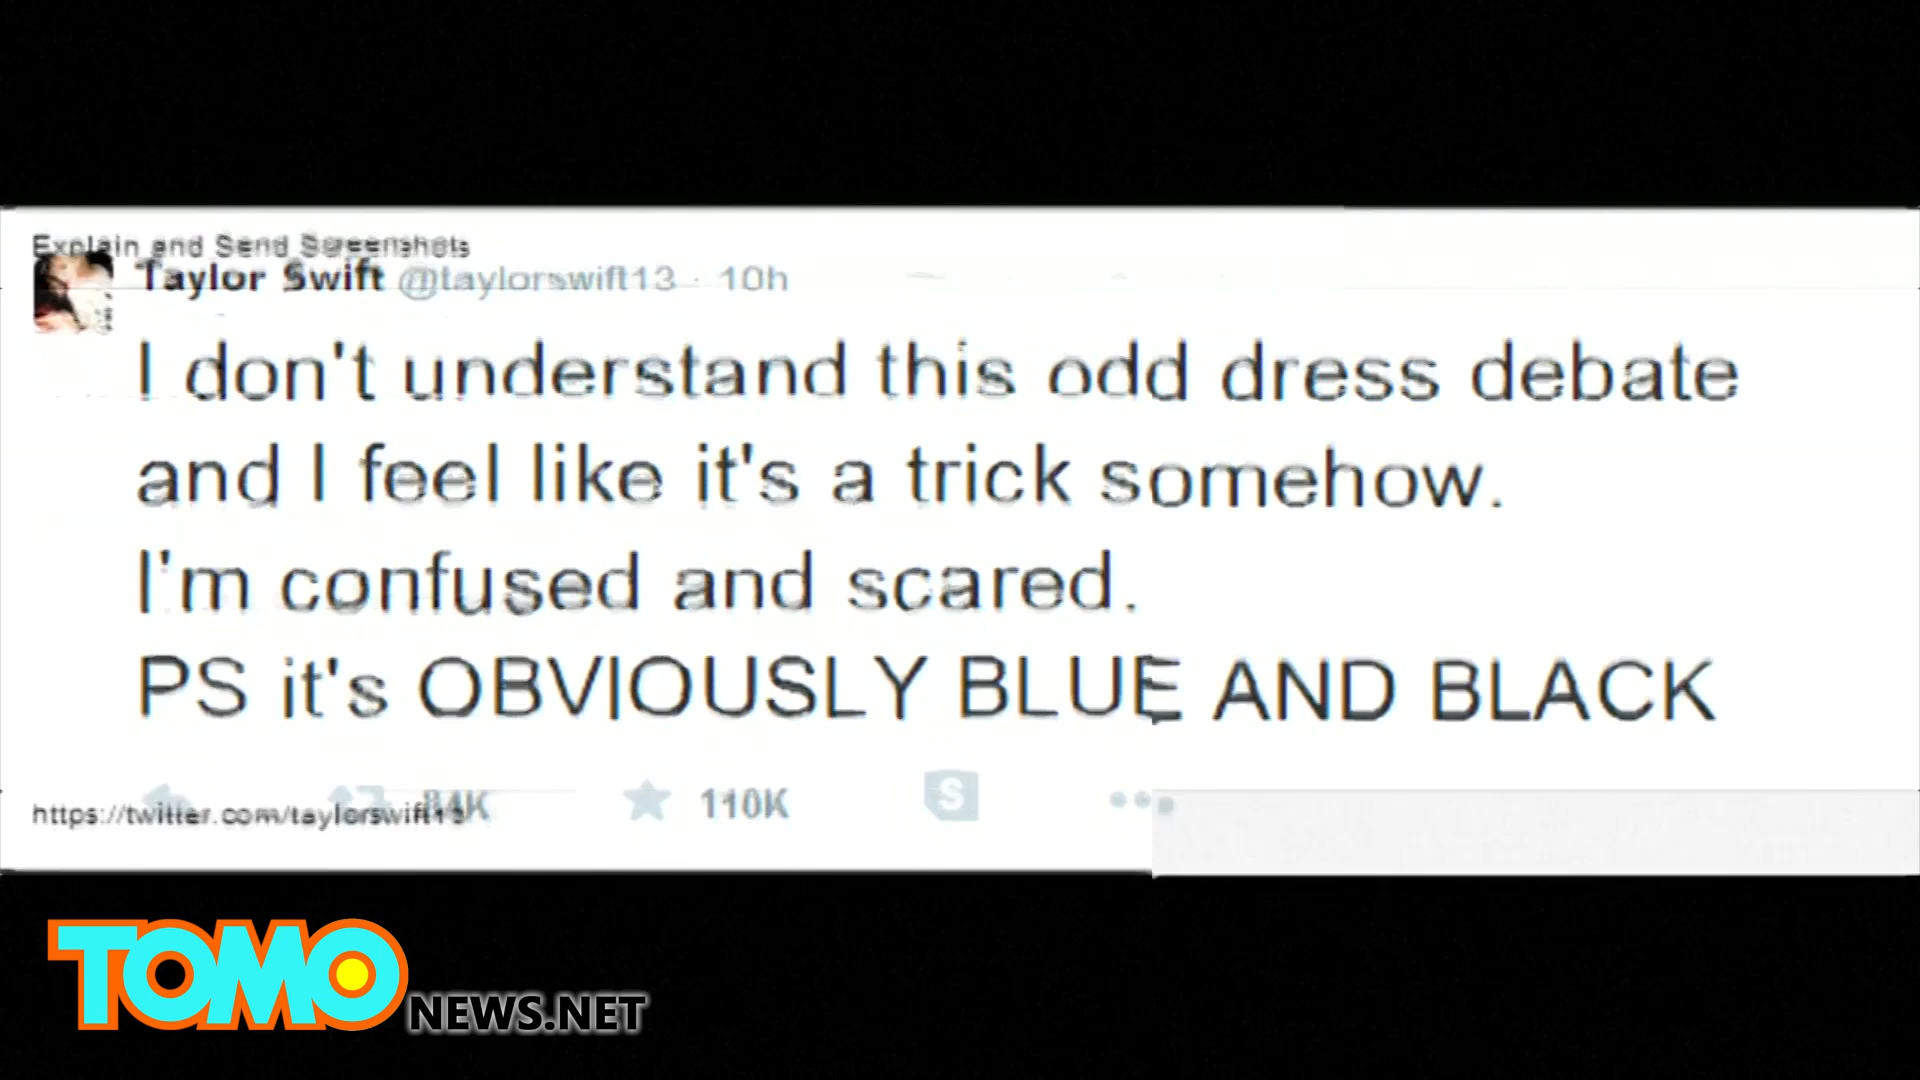 Explain and Send Screenshots
Taylor Swift @taylorswift13 · 10h
I don't understand this odd dress debate
and I feel like it's a trick somehow.
I'm confused and scared.
PS it's OBVIOUSLY BLUE AND BLACK
84K 110K S
https://twitter.com/taylorswift13
TOMO NEWS.NET